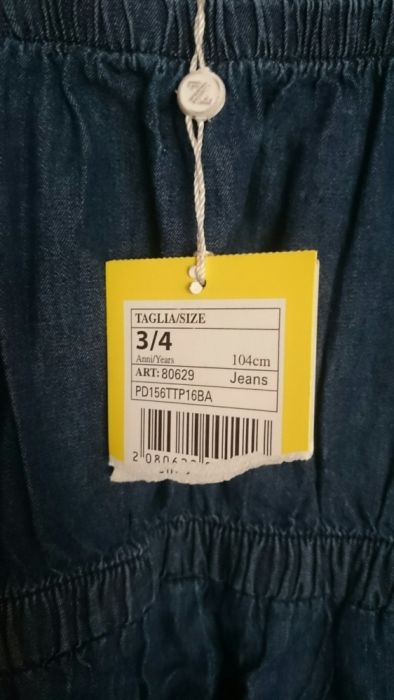 Z
TAGLIA/SIZE
3/4
Anni/Years 104cm
ART: 80629 Jeans
PD156TTP16BA